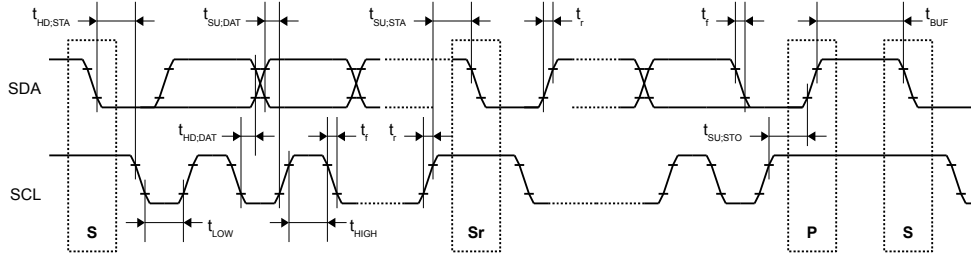 tHD;STA tSU;DAT tSU;STA tr tf tBUF
SDA
tHD;DAT tf tr tSU;STO
SCL
S tLOW tHIGH Sr P S